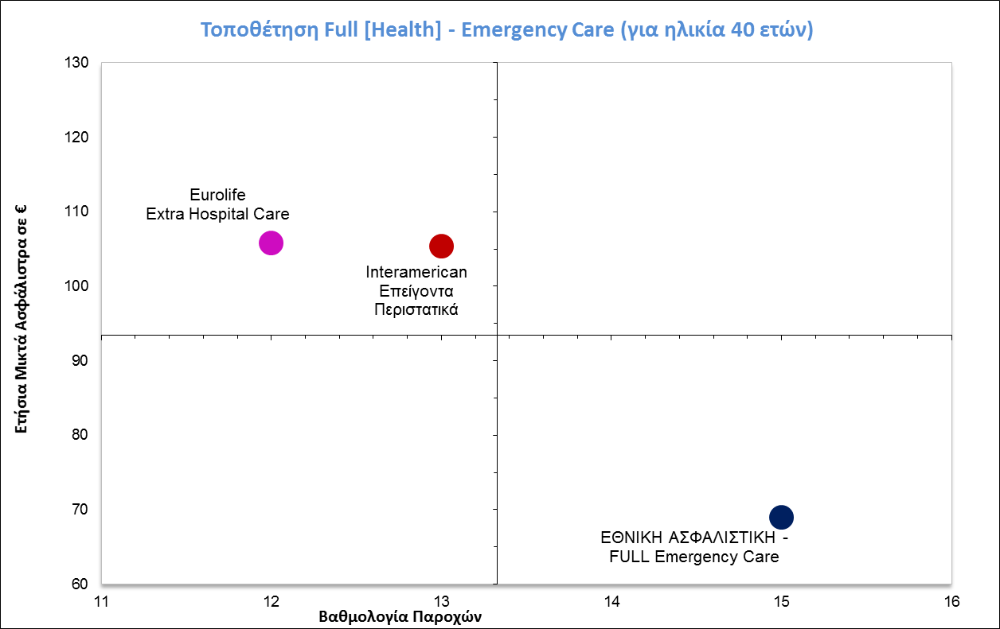 Τοποθέτηση Full [Health] - Emergency Care (για ηλικία 40 ετών)
130
120
110
100
90
80
70
60
Ετήσια Μικτά Ασφάλιστρα σε €
Eurolife
Extra Hospital Care
Interamerican
Επείγοντα
Περιστατικά
ΕΘΝΙΚΗ ΑΣΦΑΛΙΣΤΙΚΗ -
FULL Emergency Care
11
12
13
14
15
16
Βαθμολογία Παροχών